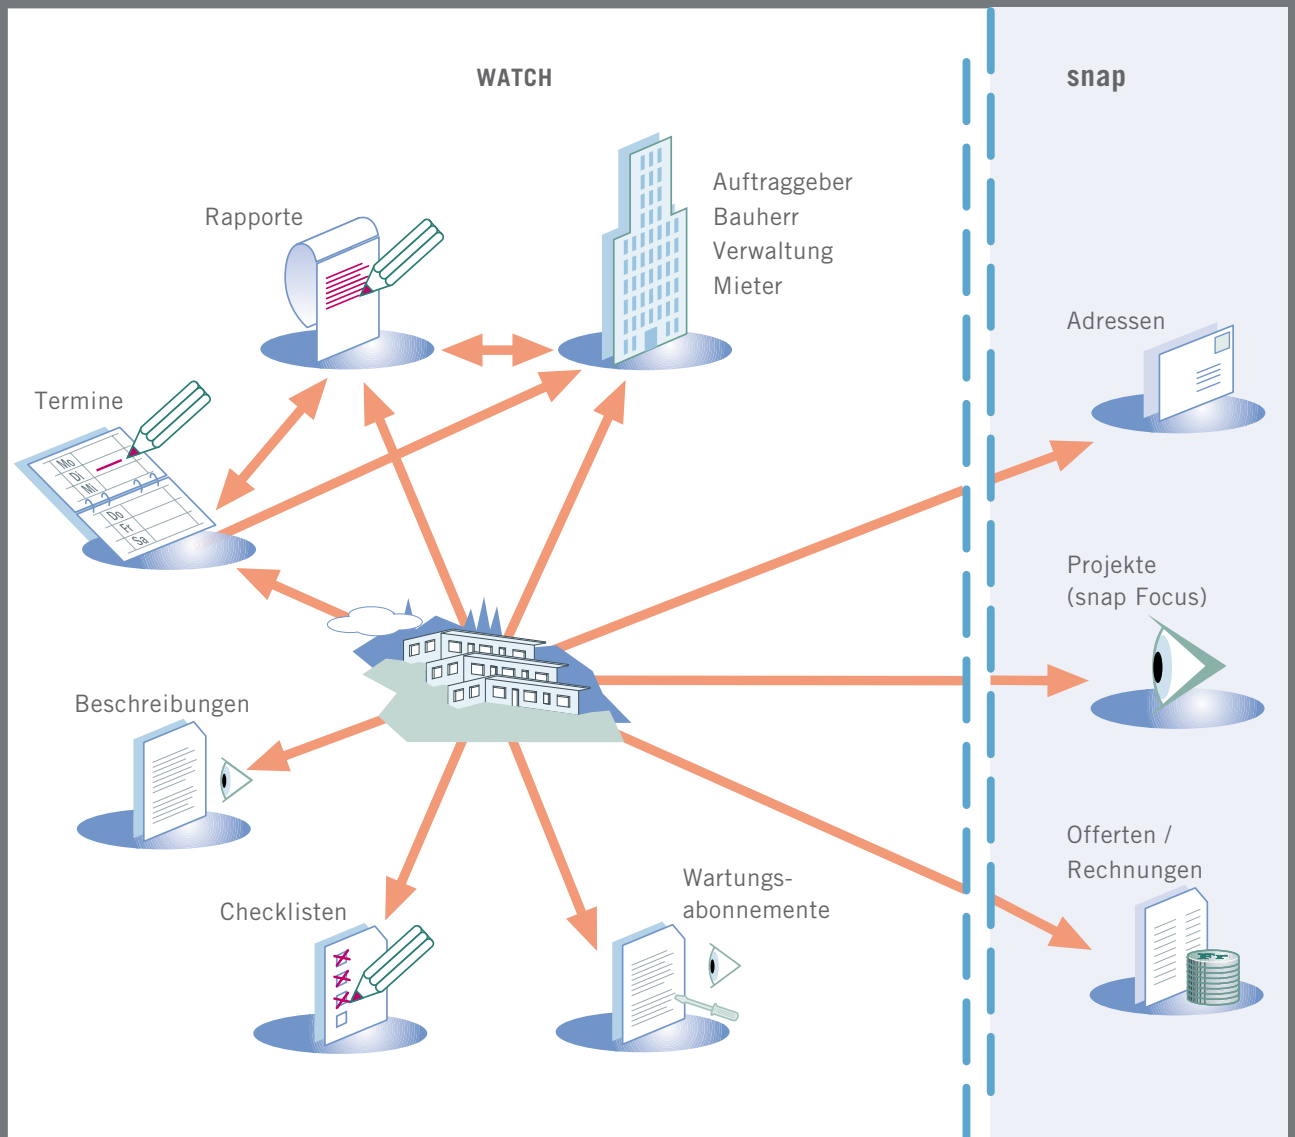 WATCH
snap
Auftraggeber
Bauherr
Verwaltung
Mieter
Rapporte
Adressen
Termine
Mo
Di
Mi
Do
Fr
Sa
Projekte
(snap Focus)
Beschreibungen
Offerten /
Rechnungen
Wartungs-
abonnemente
Checklisten
Fr